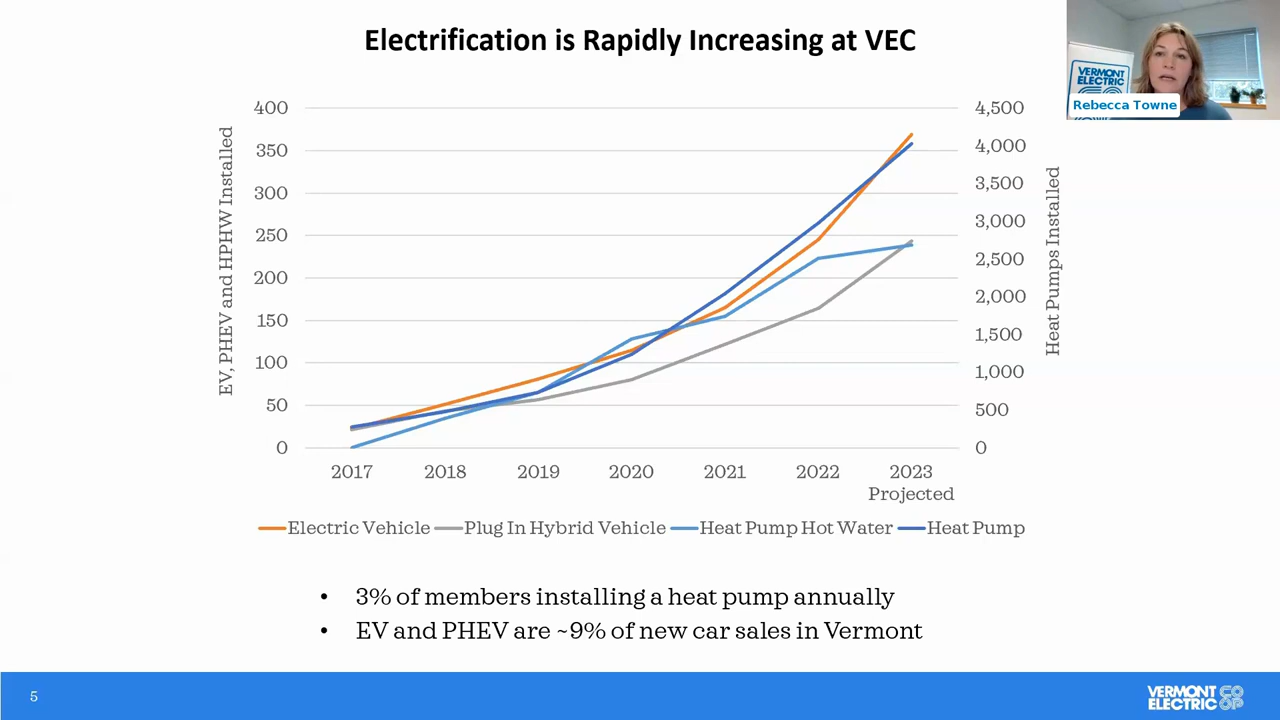 Electrification is Rapidly Increasing at VEC
VERMONT
ELECTRIC
CO
Rebecca Towne
EV, PHEV and HPHW Installed
400
350
300
250
200
150
100
50
0
4,500
4,000
3,500
3,000
2,500
2,000
1,500
1,000
500
0
Heat Pumps Installed
2017 2018 2019 2020 2021 2022 2023
Projected
Electric Vehicle Plug In Hybrid Vehicle Heat Pump Hot Water Heat Pump
• 3% of members installing a heat pump annually
• EV and PHEV are ~9% of new car sales in Vermont
5
VERMONT CO
ELECTRIC OP